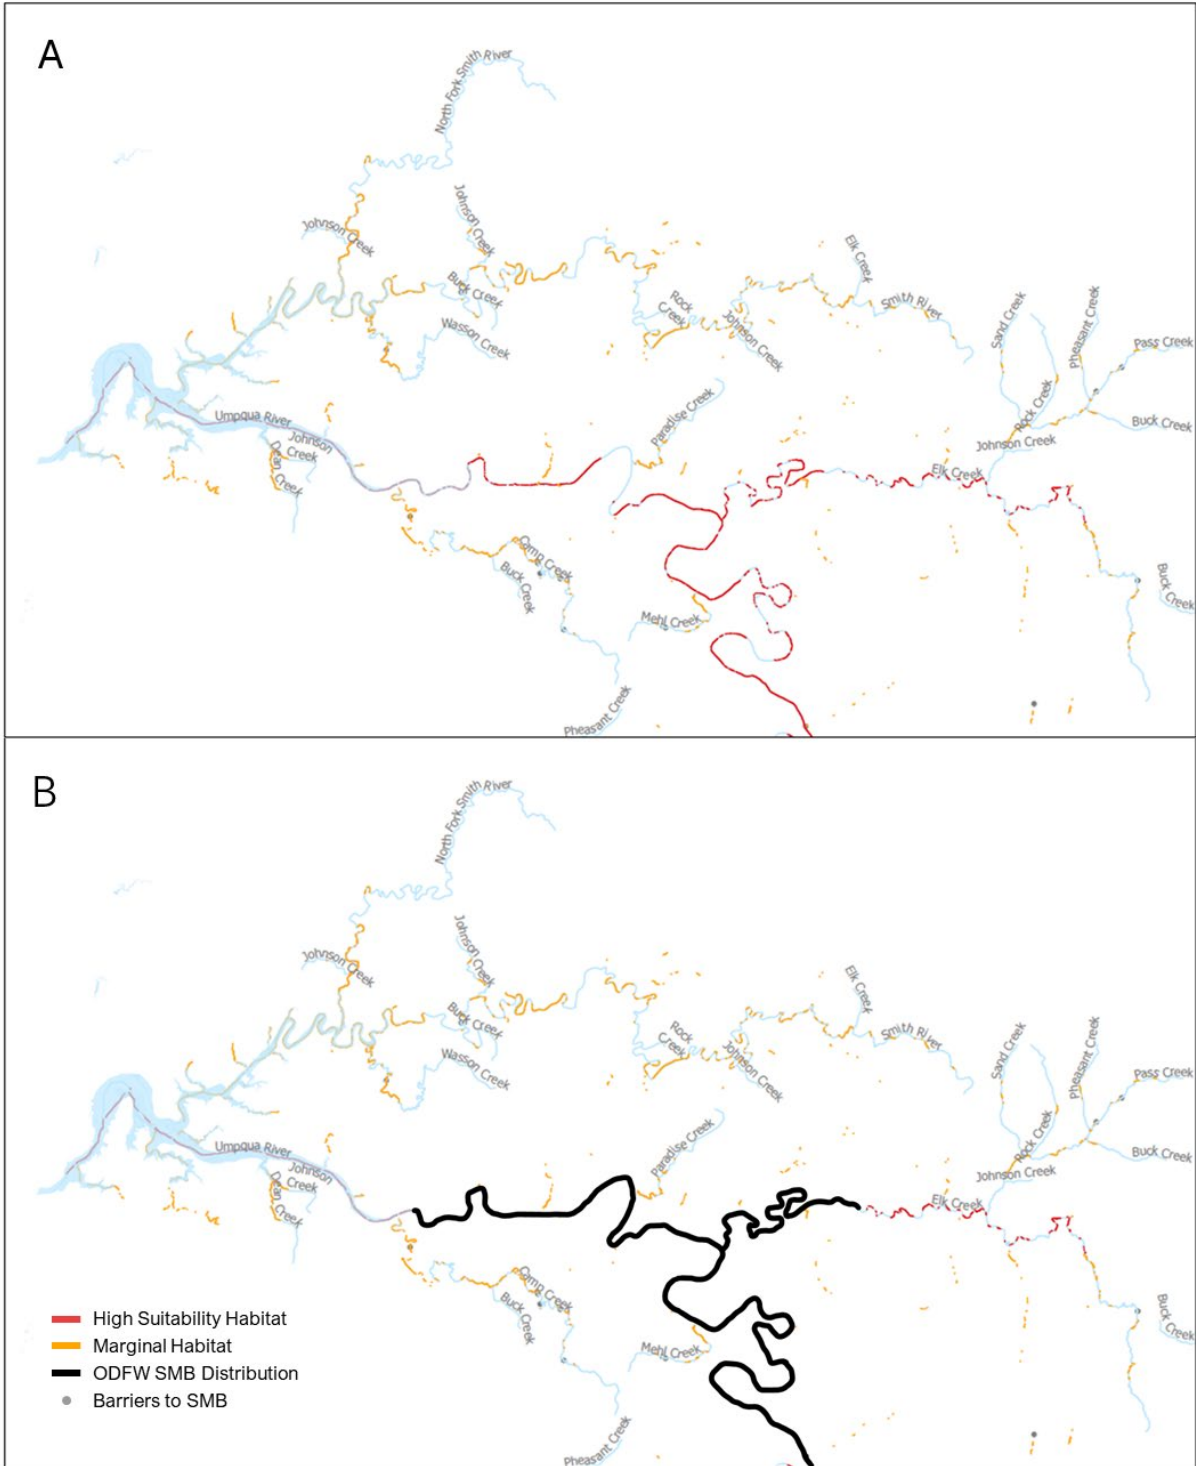 A
North Fork Smith River
Johnson Creek
Johnson
Creek
Buck Creek
Wasson Creek
Elk Creek
Smith River
Rock
Creek
Johnson Creek
Sand Creek
Pheasant Creek
Pass Creek
Rock Creek
Buck Creek
Johnson Creek
Umpqua River
Johnson
Creek
Dean Creek
Paradise Creek
Elk Creek
Camp Creek
Buck Creek
Mehl Creek
Buck
Creek
Pheasant Creek
B
North Fork Smith River
Johnson Creek
Johnson
Creek
Buck Creek
Wasson Creek
Elk Creek
Smith River
Rock
Creek
Johnson Creek
Sand Creek
Pheasant Creek
Pass Creek
Rock Creek
Buck Creek
Johnson Creek
Umpqua River
Johnson
Creek
Dean Creek
Paradise Creek
Elk Creek
Camp Creek
Buck Creek
Mehl Creek
Buck
Creek
Pheasant Creek
High Suitability Habitat
Marginal Habitat
ODFW SMB Distribution
Barriers to SMB